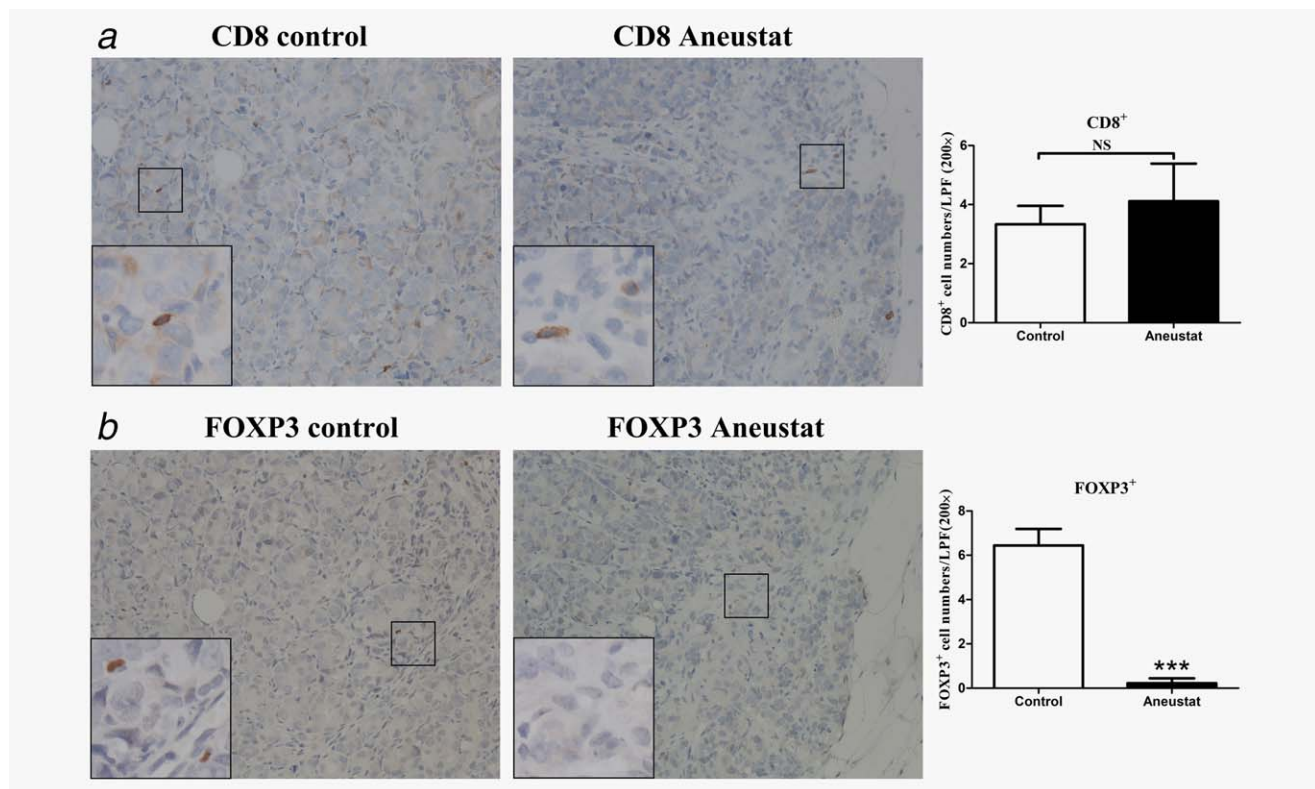 a
CD8 control
CD8 Aneustat
CD8⁺
NS
CD8⁺ cell numbers/LPF (200×)
6
4
2
0
Control
Aneustat
b
FOXP3 control
FOXP3 Aneustat
FOXP3⁺
FOXP3⁺ cell numbers/LPF(200×)
8
6
4
2
0
***
Control
Aneustat